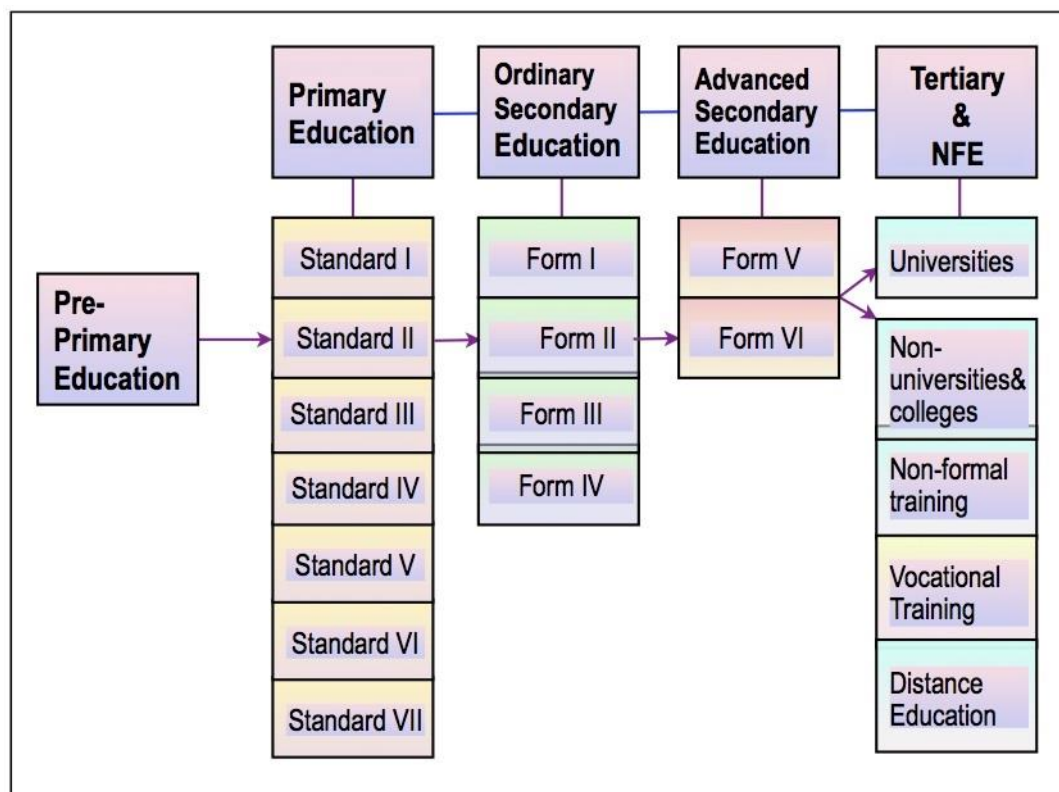 Primary
Education
Ordinary
Secondary
Education
Advanced
Secondary
Education
Tertiary
&
NFE
Pre-
Primary
Education
Standard I
Standard II
Standard III
Standard IV
Standard V
Standard VI
Standard VII
Form I
Form II
Form III
Form IV
Form V
Form VI
Universities
Non-
universities&
colleges
Non-formal
training
Vocational
Training
Distance
Education